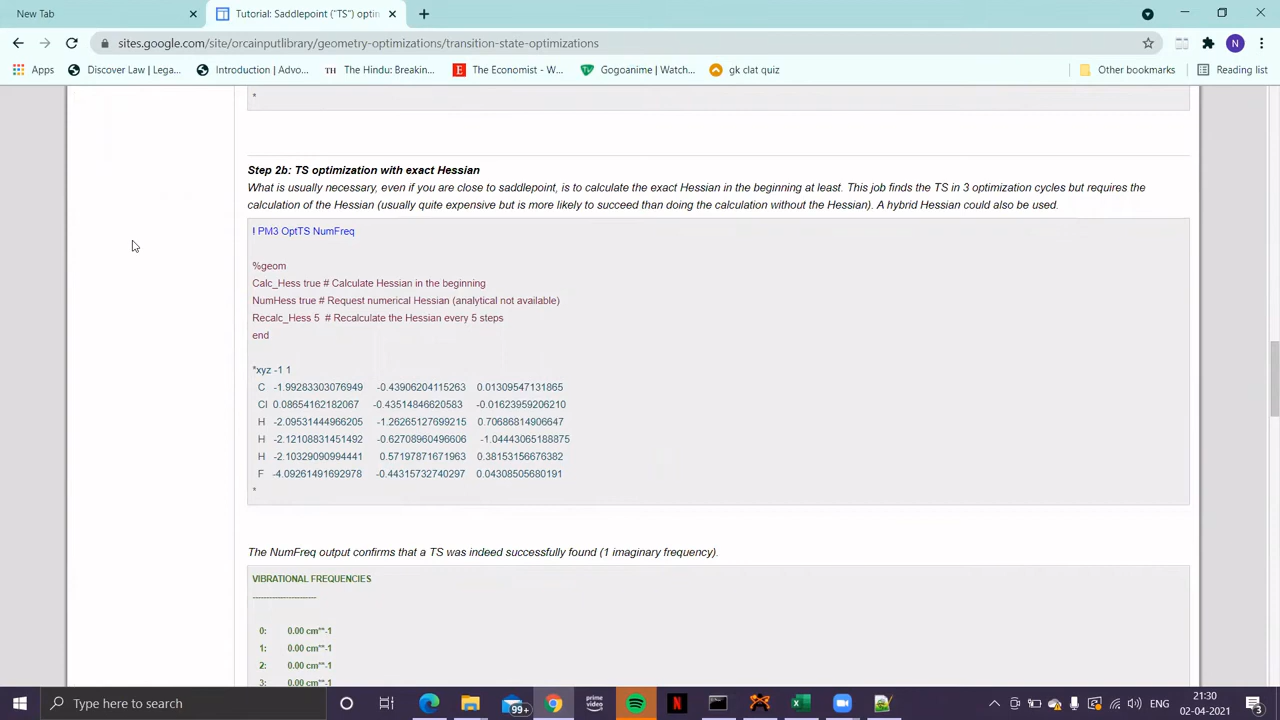 New Tab
Tutorial: Saddlepoint ("TS") optin
sites.google.com/site/orcainputlibrary/geometry-optimizations/transition-state-optimizations
N
Apps
Discover Law | Lega...
Introduction | Advo...
TH The Hindu: Breakin...
The Economist - W...
Gogoanime | Watch...
gk clat quiz
Other bookmarks
Reading list
*
Step 2b: TS optimization with exact Hessian
What is usually necessary, even if you are close to saddlepoint, is to calculate the exact Hessian in the beginning at least. This job finds the TS in 3 optimization cycles but requires the
calculation of the Hessian (usually quite expensive but is more likely to succeed than doing the calculation without the Hessian). A hybrid Hessian could also be used.
! PM3 OptTS NumFreq
%geom
Calc_Hess true # Calculate Hessian in the beginning
NumHess true # Request numerical Hessian (analytical not available)
Recalc_Hess 5 # Recalculate the Hessian every 5 steps
end
*xyz -1 1
C -1.99283303076949 -0.43906204115263 0.01309547131865
Cl 0.08654162182067 -0.43514846620583 -0.01623959206210
H -2.09531444966205 -1.26265127699215 0.70686814906647
H -2.12108831451492 -0.62708960496606 -1.04443065188875
H -2.10329090994441 0.57197871671963 0.38153156676382
F -4.09261491692978 -0.44315732740297 0.04308505680191
*
The NumFreq output confirms that a TS was indeed successfully found (1 imaginary frequency).
VIBRATIONAL FREQUENCIES
-----------------------
0: 0.00 cm**-1
1: 0.00 cm**-1
2: 0.00 cm**-1
3: 0.00 cm**-1
Type here to search
99+
prime video
N
21:30
02-04-2021
3